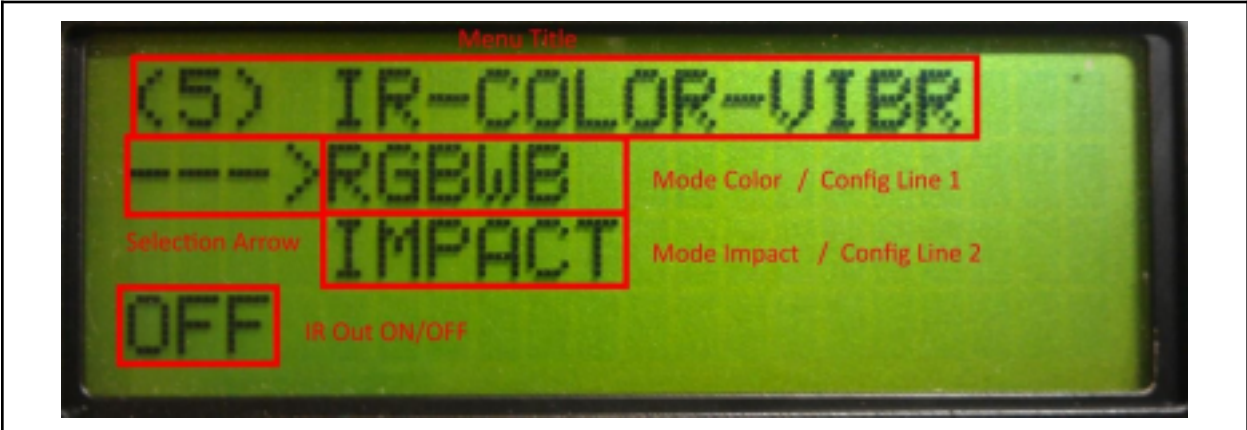 Menu Title
(5) IR-COLOR-VIBR
--->RGBWB Mode Color / Config Line 1
Selection Arrow IMPACT Mode Impact / Config Line 2
OFF IR Out ON/OFF